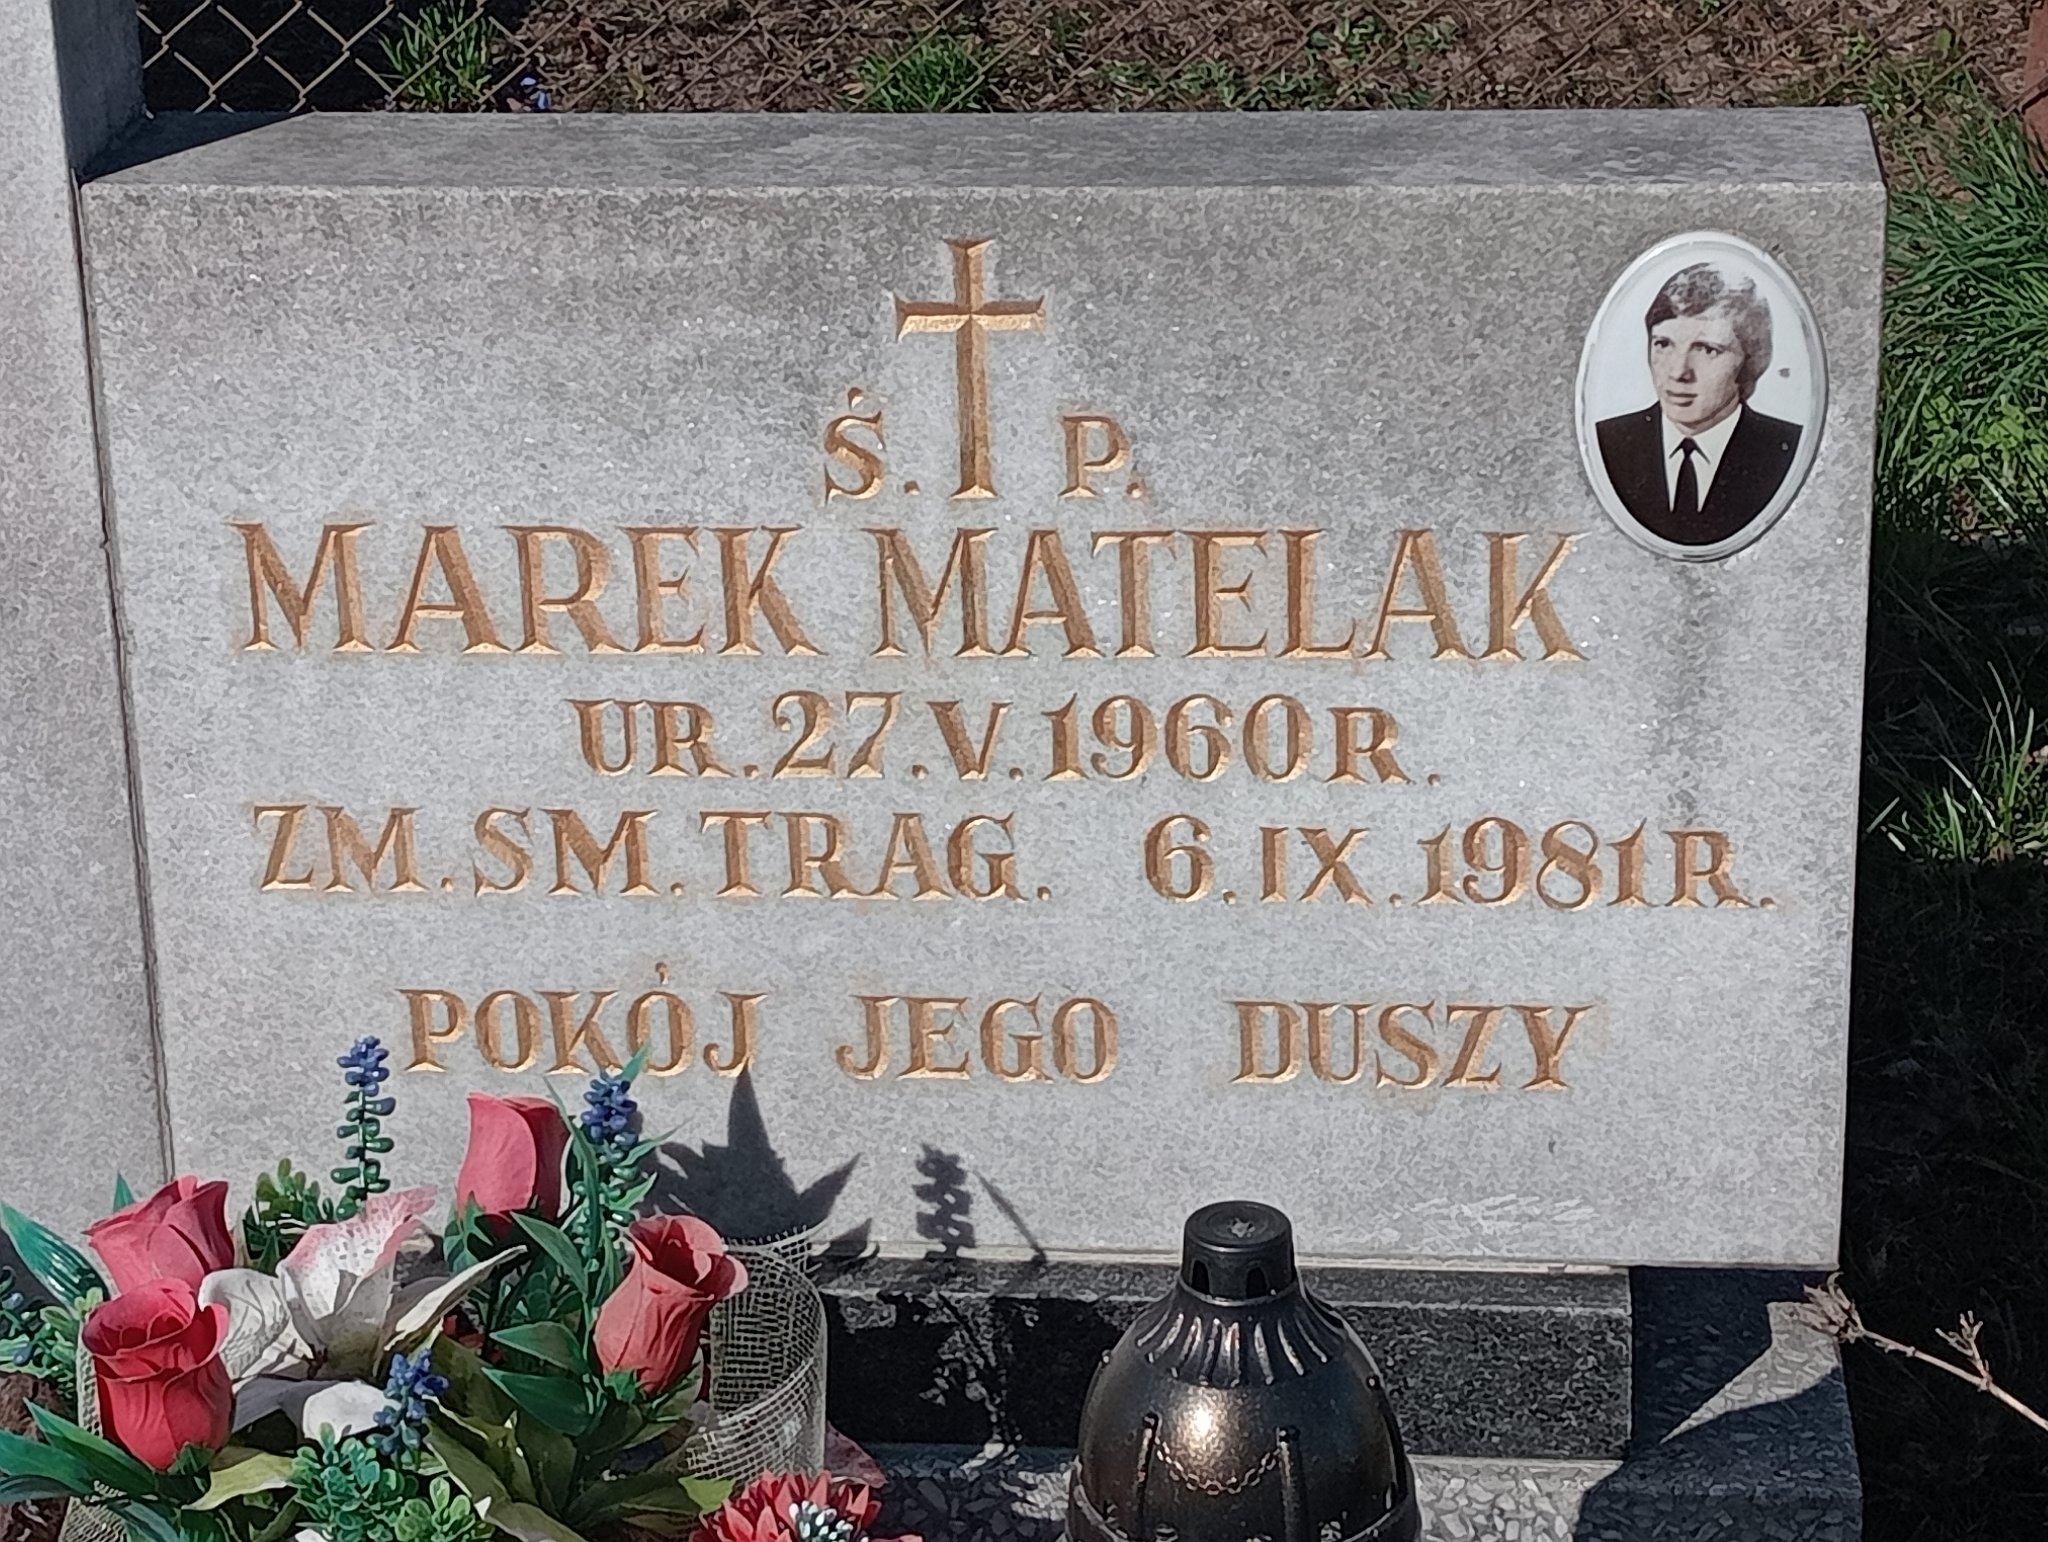 Ś. P.
MAREK MATELAK
UR. 27. V. 1960 R.
ZM. SM. TRAG. 6. IX. 1981 R.
POKÓJ JEGO DUSZY